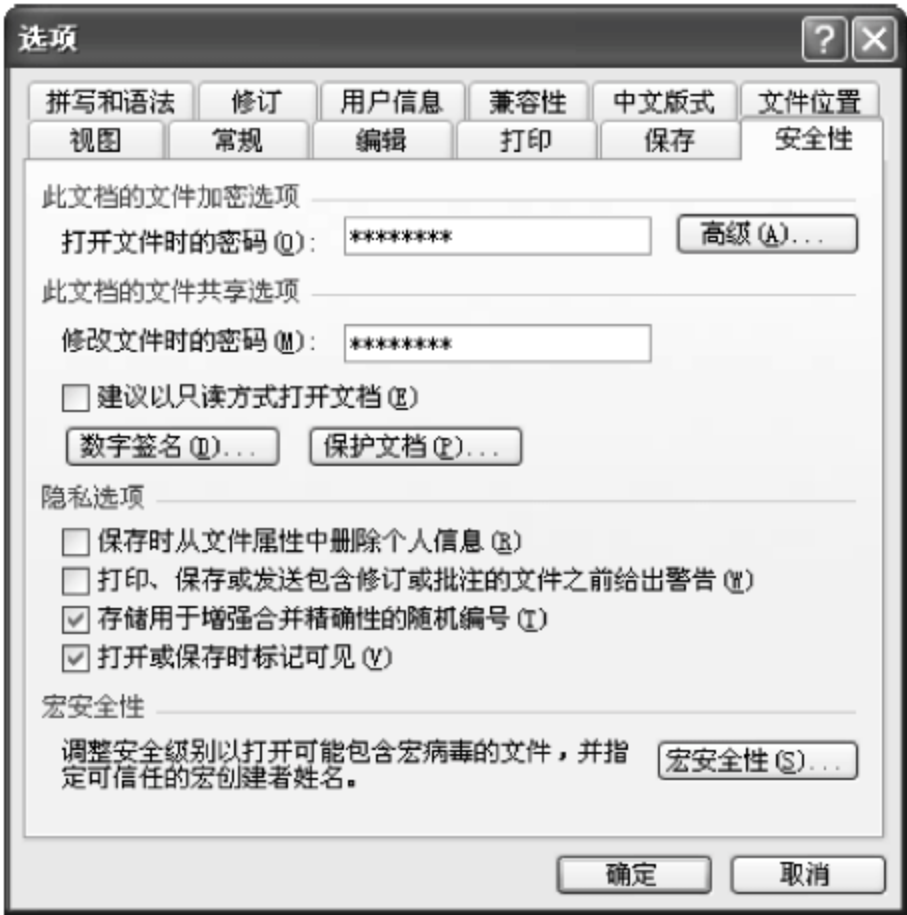 选项
拼写和语法 修订 用户信息 兼容性 中文版式 文件位置
视图 常规 编辑 打印 保存 安全性
此文档的文件加密选项
打开文件时的密码(O): ******** 高级(A)...
此文档的文件共享选项
修改文件时的密码(M): ********
建议以只读方式打开文档(E)
数字签名(D)... 保护文档(P)...
隐私选项
保存时从文件属性中删除个人信息(R)
打印、保存或发送包含修订或批注的文件之前给出警告(W)
存储用于增强合并精确性的随机编号(T)
打开或保存时标记可见(V)
宏安全性
调整安全级别以打开可能包含宏病毒的文件，并指
定可信任的宏创建者姓名。 宏安全性(S)...
确定 取消